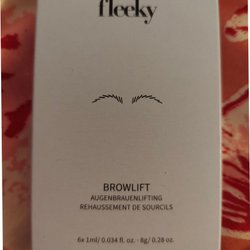 fleeky
BROWLIFT
AUGENBRAUENLIFTING
REHAUSSEMENT DE SOURCILS
6x 1ml/ 0.034 fl. oz. - 8g/ 0.28 oz.